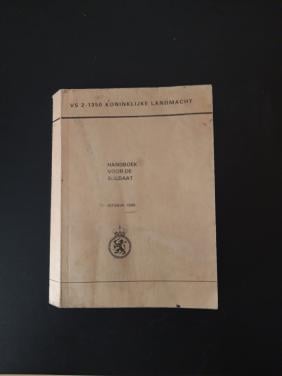 VS 2-1350 KONINKLIJKE LANDMACHT
HANDBOEK
VOOR DE
SOLDAAT